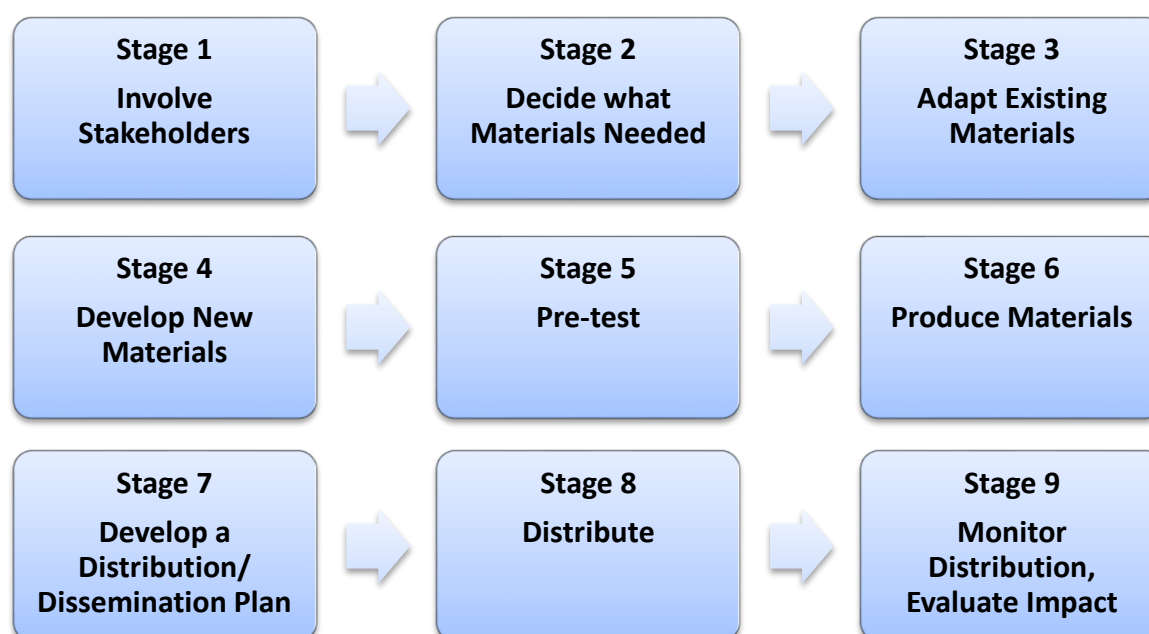 Stage 1
Involve
Stakeholders
Stage 2
Decide what
Materials Needed
Stage 3
Adapt Existing
Materials
Stage 4
Develop New
Materials
Stage 5
Pre-test
Stage 6
Produce Materials
Stage 7
Develop a
Distribution/
Dissemination Plan
Stage 8
Distribute
Stage 9
Monitor
Distribution,
Evaluate Impact